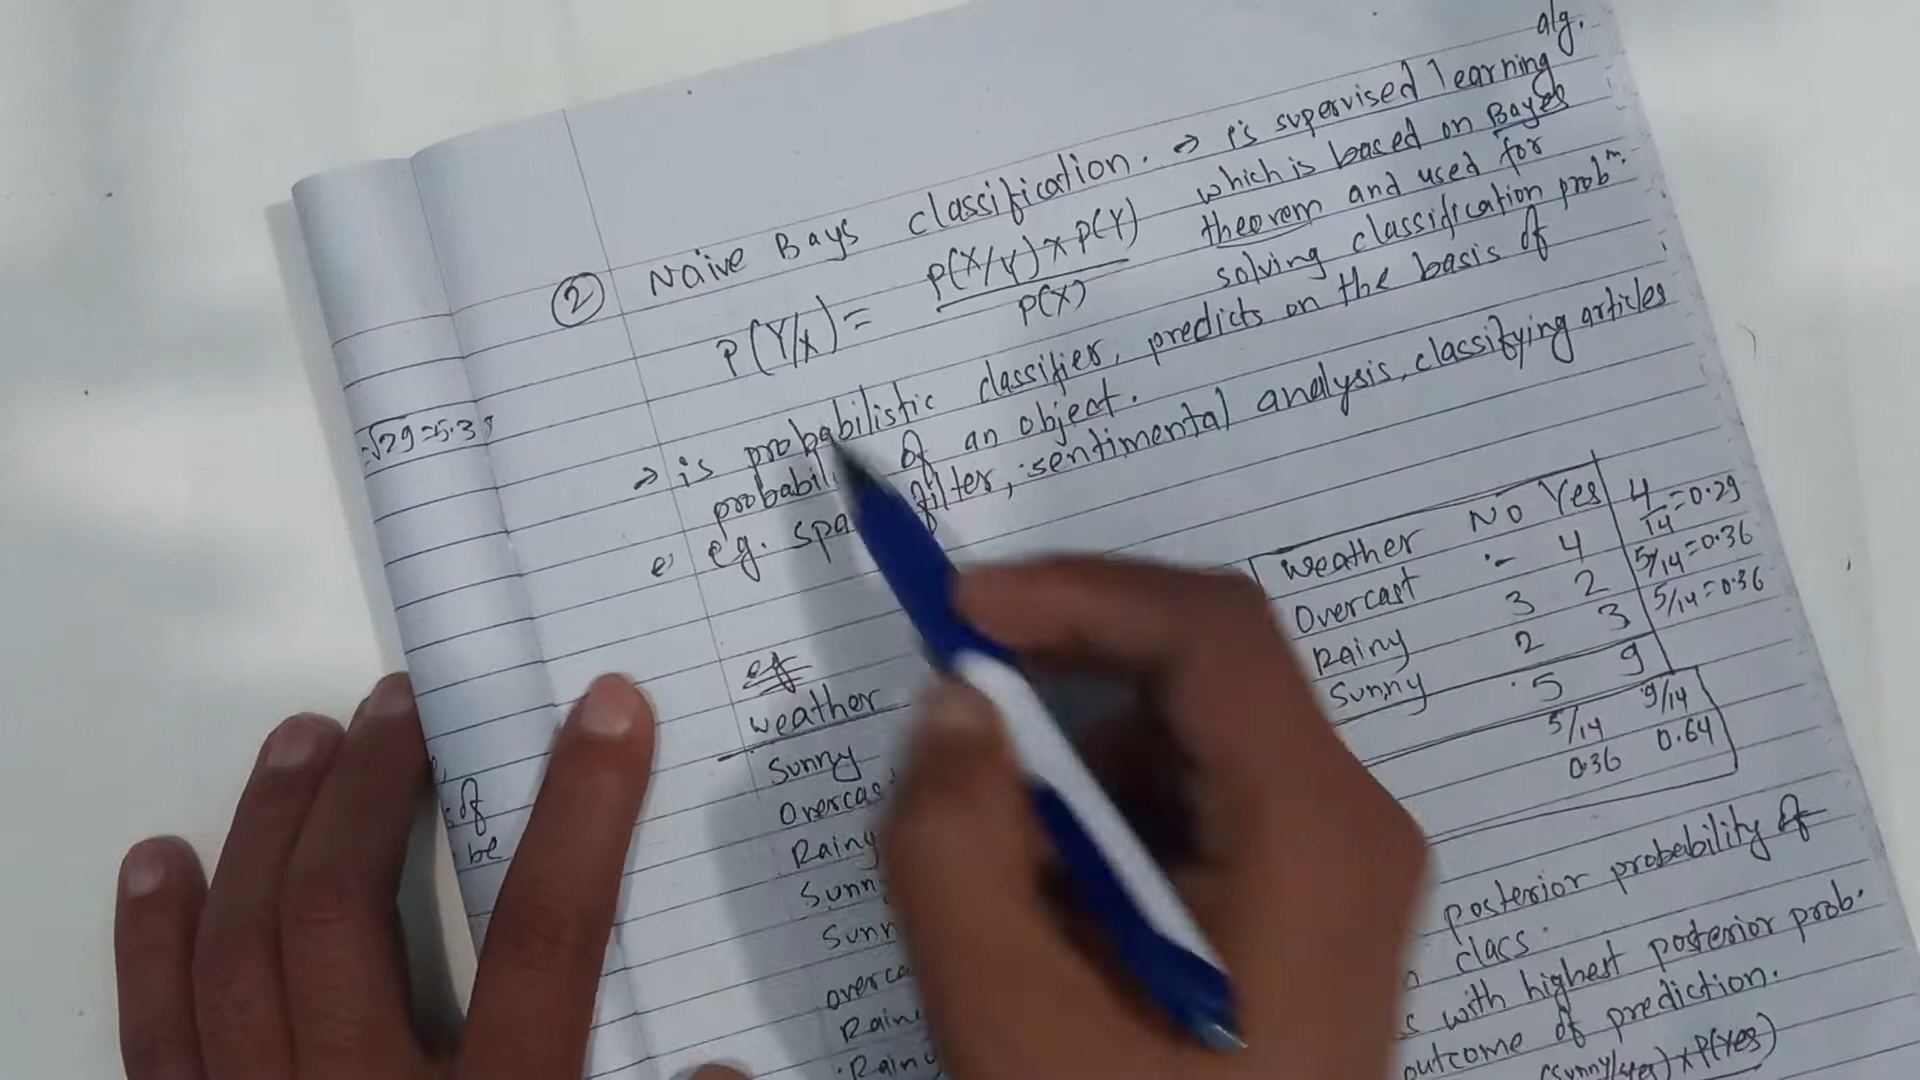 alg.
② Naive Bays classification. → is supervised learning
which is based on Bayes
P(Y/X) = P(X/Y) x P(Y)
P(X)
theorem and used for
solving classification probm.
→ is probabilistic classifier, predicts on the basis of
of an object.
e.g. filter, sentimental analysis, classifying articles
√29 = 5.3
weather
Sunny
Rainy
weather No Yes
Overcast - 4 4/14 = 0.29
Rainy 3 2 5/14 = 0.36
Sunny 2 3 5/14 = 0.36
5 9
5/14 9/14
0.36 0.64
of
be
posterior probability of
class.
with highest posterior prob.
outcome of prediction.
x P(Yes)